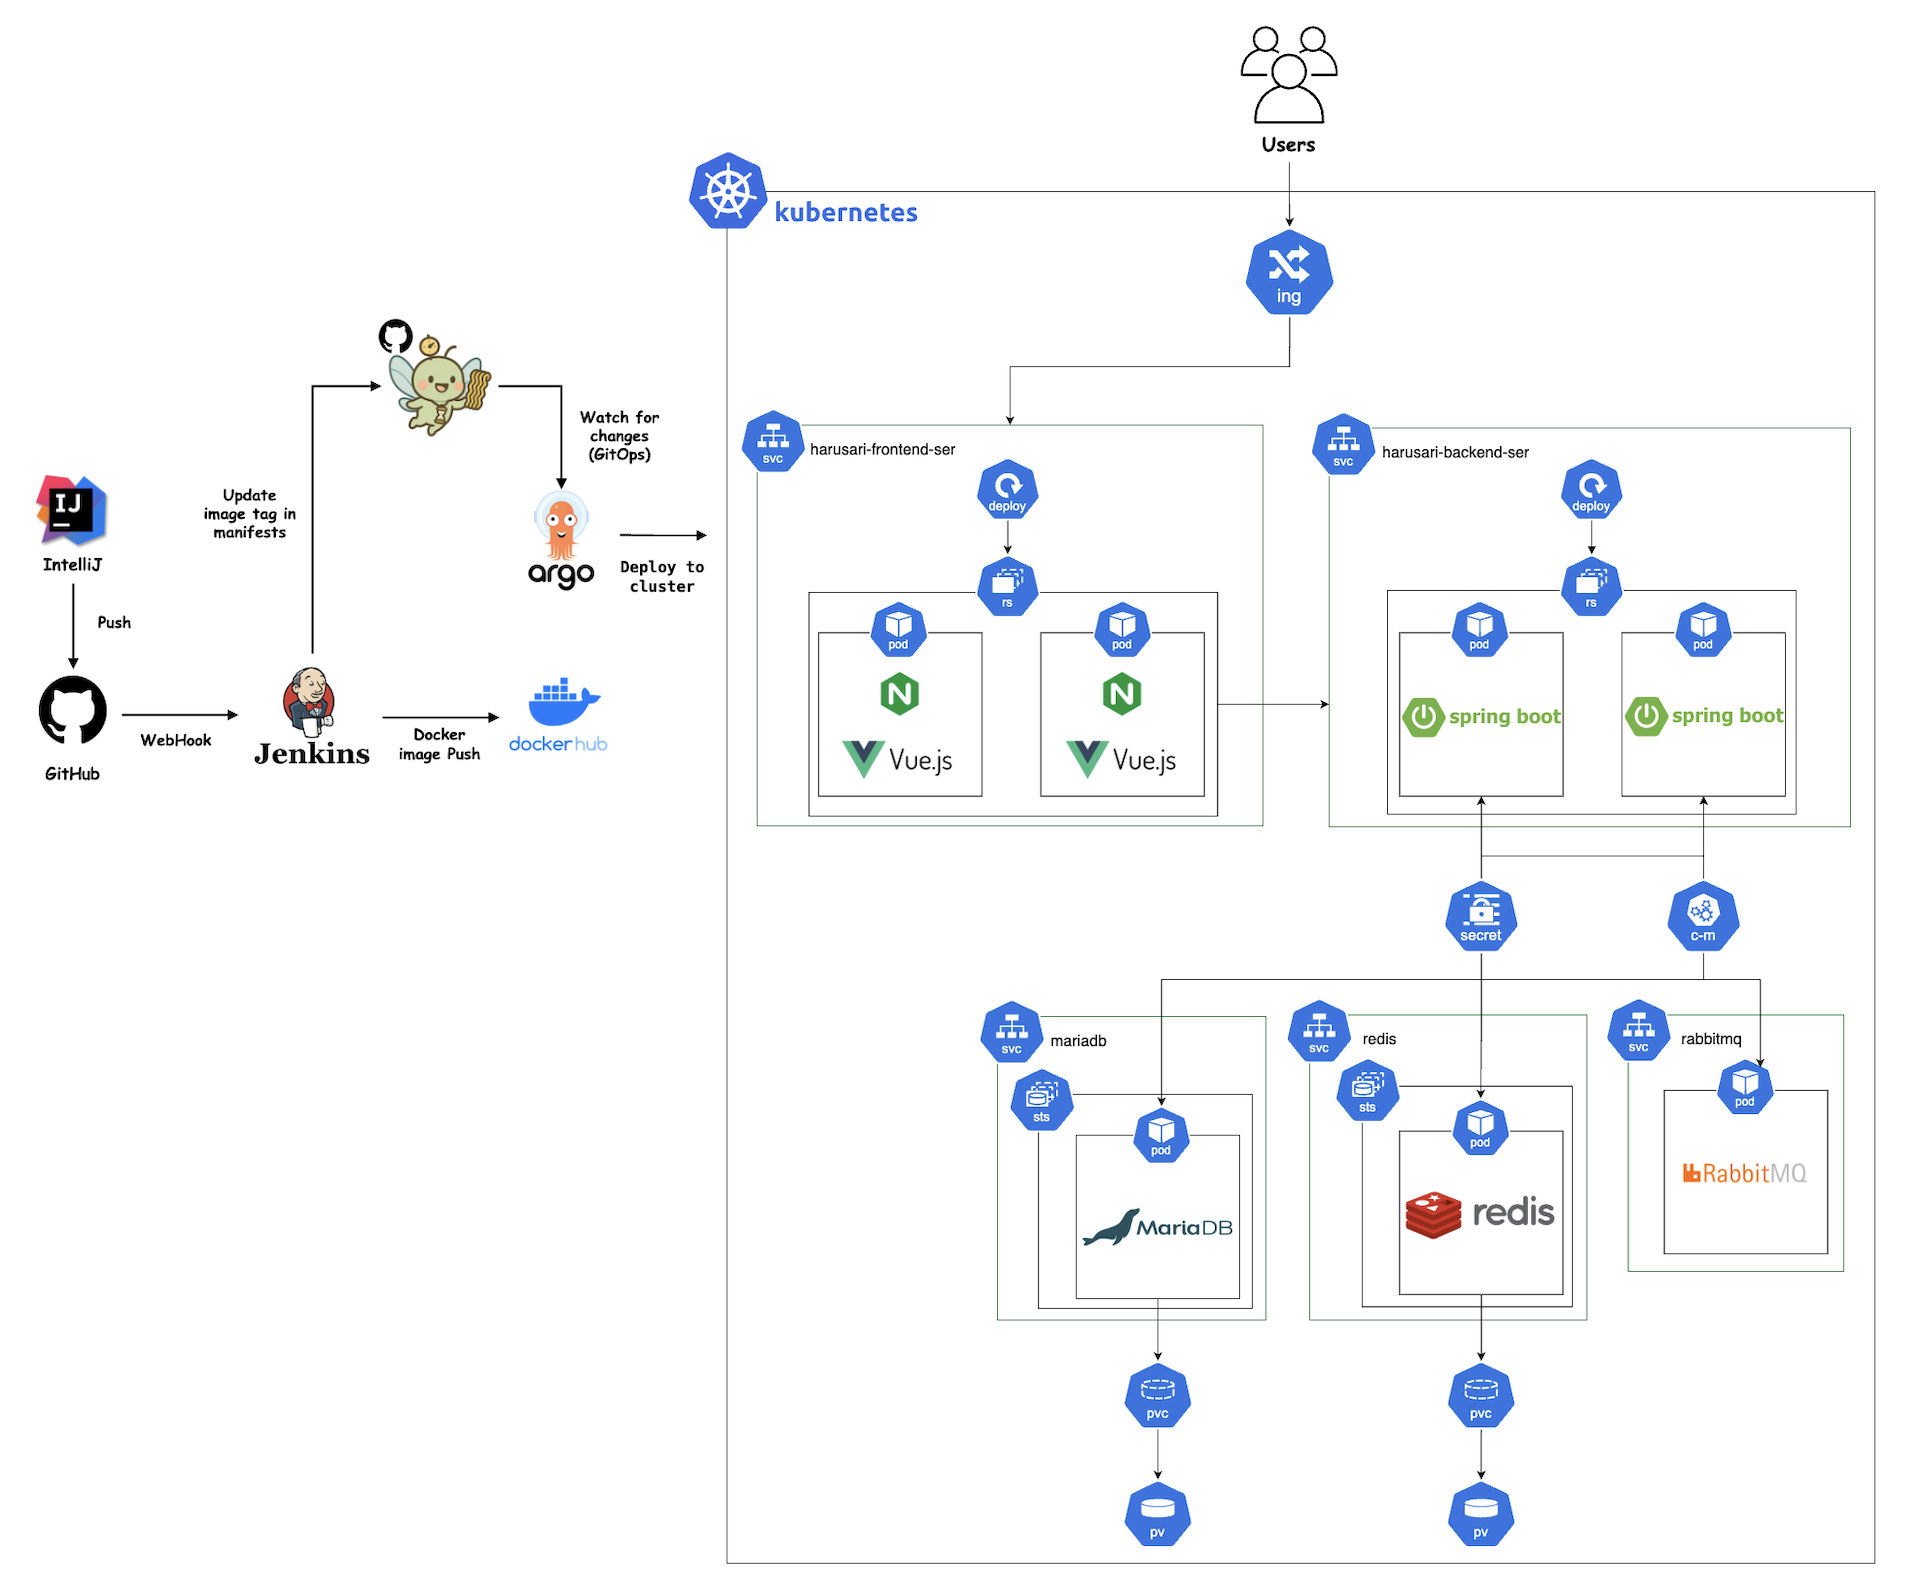 Users
kubernetes
ing
Watch for
changes
(GitOps)
Update
image tag in
manifests
IJ
IntelliJ
argo
Deploy to
cluster
Push
GitHub
WebHook
Jenkins
Docker
image Push
dockerhub
svc
harusari-frontend-ser
deploy
rs
pod
pod
N
N
Vue.js
Vue.js
svc
harusari-backend-ser
deploy
rs
pod
pod
spring boot
spring boot
secret
c-m
svc
mariadb
sts
pod
MariaDB
svc
redis
sts
pod
redis
svc
rabbitmq
pod
RabbitMQ
pvc
pvc
pv
pv